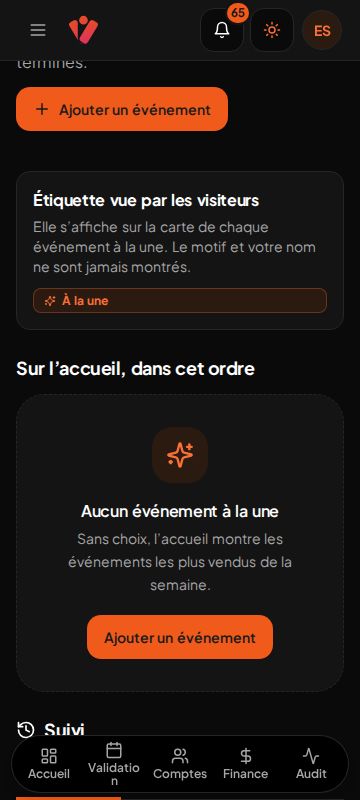 65
ES
terminés.
Ajouter un événement
Étiquette vue par les visiteurs
Elle s’affiche sur la carte de chaque
événement à la une. Le motif et votre nom
ne sont jamais montrés.
À la une
Sur l’accueil, dans cet ordre
Aucun événement à la une
Sans choix, l’accueil montre les
événements les plus vendus de la
semaine.
Ajouter un événement
Suivi
Accueil
Validatio
n
Comptes
Finance
Audit